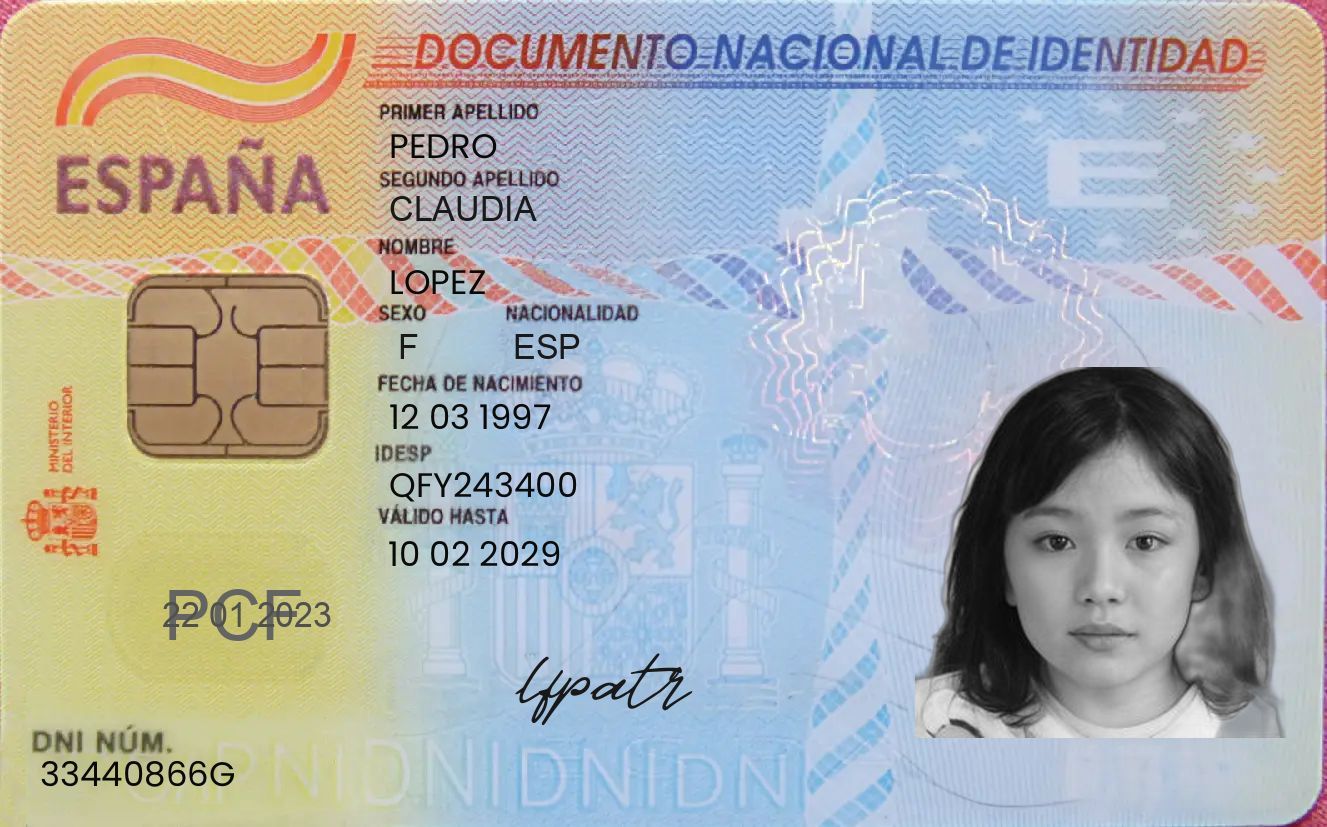 DOCUMENTO NACIONAL DE IDENTIDAD
ESPAÑA
PRIMER APELLIDO
PEDRO
SEGUNDO APELLIDO
CLAUDIA
NOMBRE
LOPEZ
SEXO NACIONALIDAD
F ESP
FECHA DE NACIMIENTO
12 03 1997
IDESP
QFY243400
VÁLIDO HASTA
10 02 2029
MINISTERIO
DEL INTERIOR
E
PCF
22 01 2023
lfpatr
DNI NÚM.
33440866G
DNIDNIDNIDNI